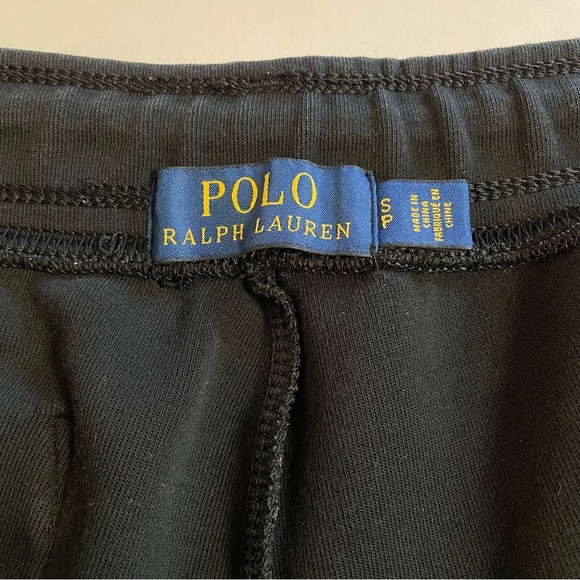 POLO
RALPH LAUREN
S
P
MADE IN
CHINA
FABRIQUÉ EN
CHINE